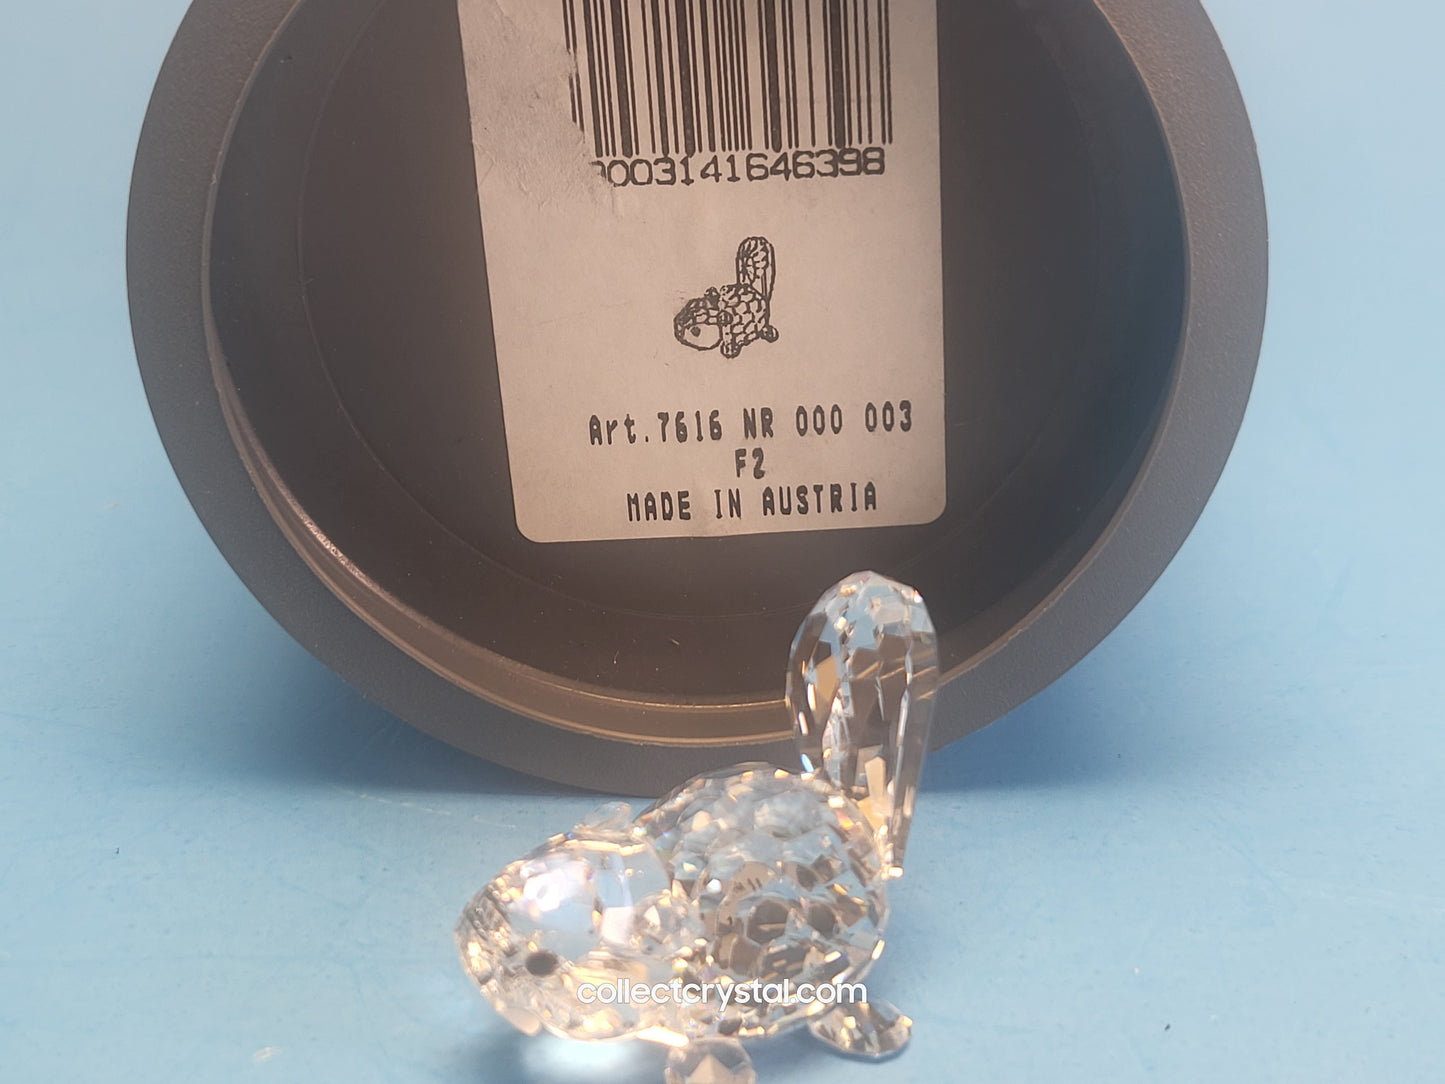 0003141646398
Art.7616 NR 000 003
F2
MADE IN AUSTRIA
collectcrystal.com